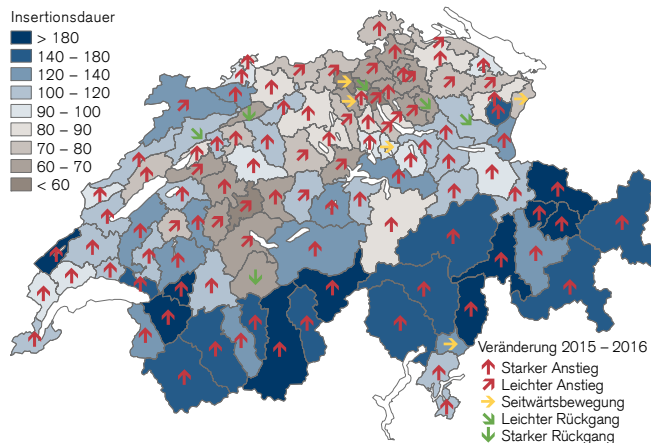 Insertionsdauer
> 180
140 – 180
120 – 140
100 – 120
90 – 100
80 – 90
70 – 80
60 – 70
< 60
Veränderung 2015 – 2016
Starker Anstieg
Leichter Anstieg
Seitwärtsbewegung
Leichter Rückgang
Starker Rückgang